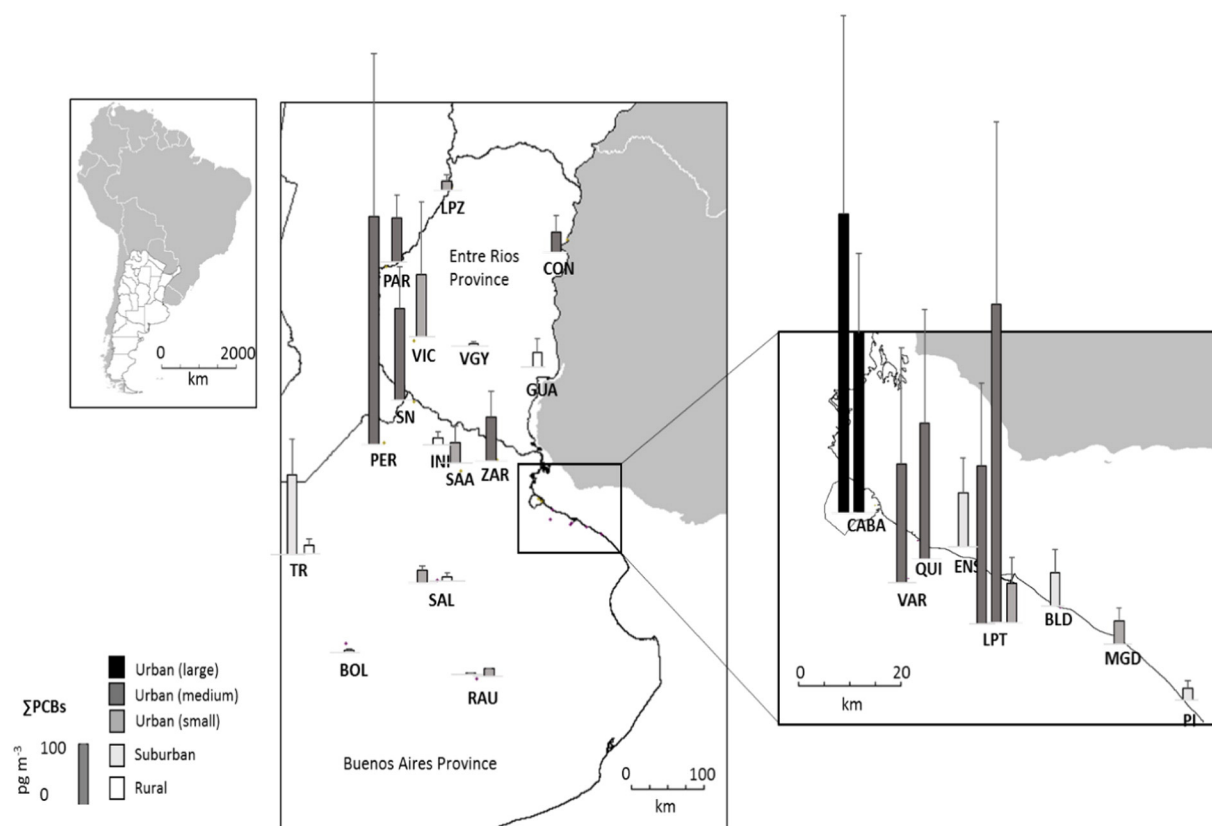 LPZ
Entre Rios
Province
PAR
CON
VIC
VGY
GUA
SN
PER
INI
SAA
ZAR
TR
SAL
BOL
RAU
Buenos Aires Province
0 100
km
0 2000
km
∑PCBs
100
0
pg m⁻³
Urban (large)
Urban (medium)
Urban (small)
Suburban
Rural
CABA
QUI
ENS
VAR
LPT
BLD
MGD
PI
0 20
km